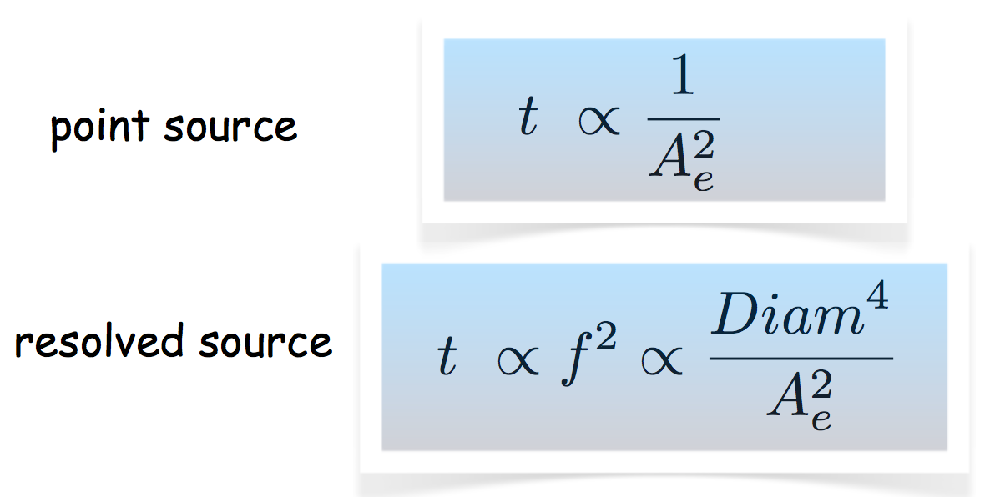 point source
t ∝ 1/A_e^2
resolved source
t ∝ f^2 ∝ Diam^4/A_e^2